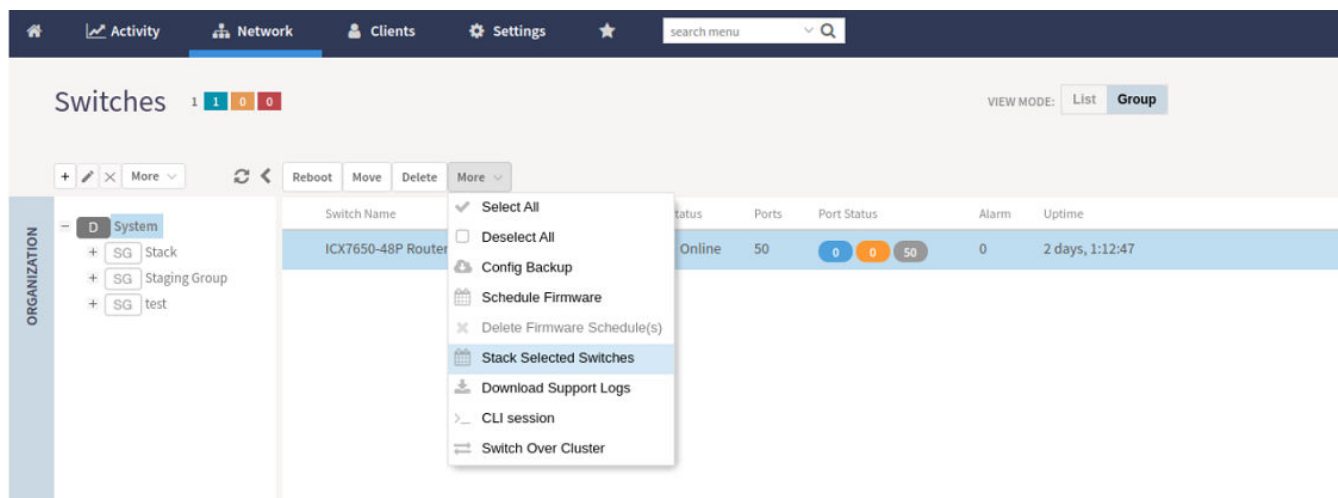 Activity Network Clients Settings search menu
Switches 1 1 0 0 VIEW MODE: List Group
+ More Reboot Move Delete More
ORGANIZATION
D System
SG Stack
SG Staging Group
SG test
Switch Name tatus Ports Port Status Alarm Uptime
ICX7650-48P Router Online 50 0 0 50 0 2 days, 1:12:47
Select All
Deselect All
Config Backup
Schedule Firmware
Delete Firmware Schedule(s)
Stack Selected Switches
Download Support Logs
CLI session
Switch Over Cluster